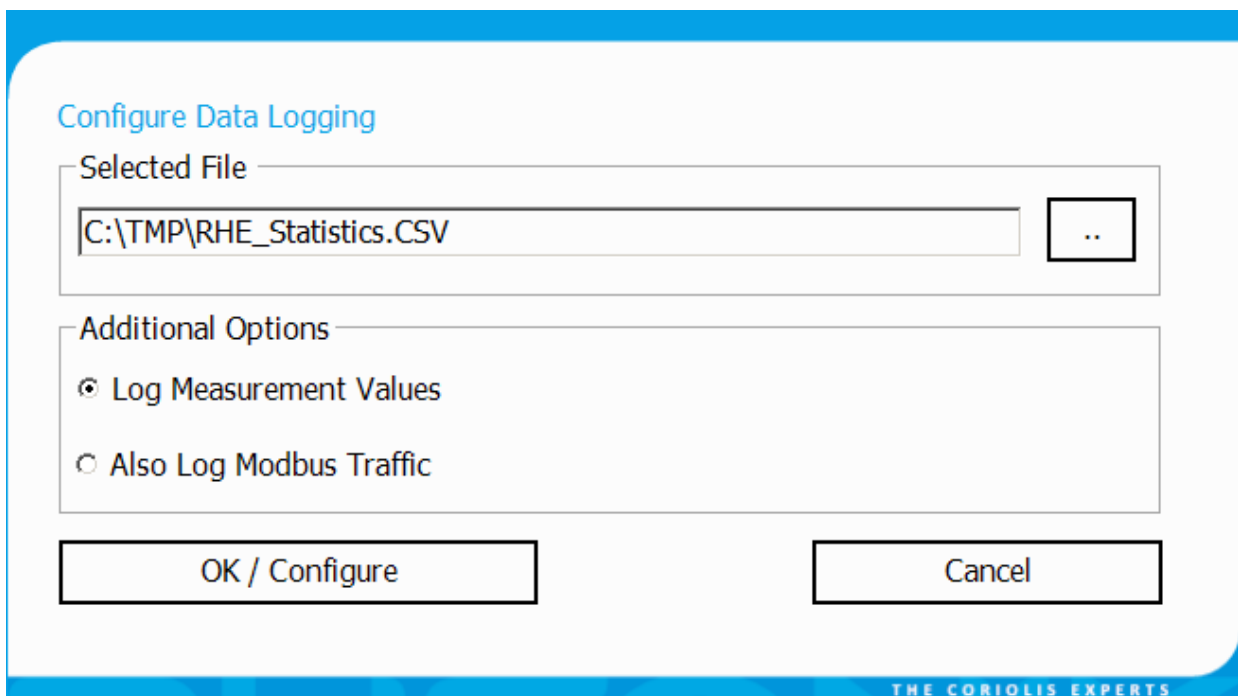 Configure Data Logging
Selected File
C:\TMP\RHE_Statistics.CSV
..
Additional Options
Log Measurement Values
Also Log Modbus Traffic
OK / Configure
Cancel
THE CORIOLIS EXPERTS